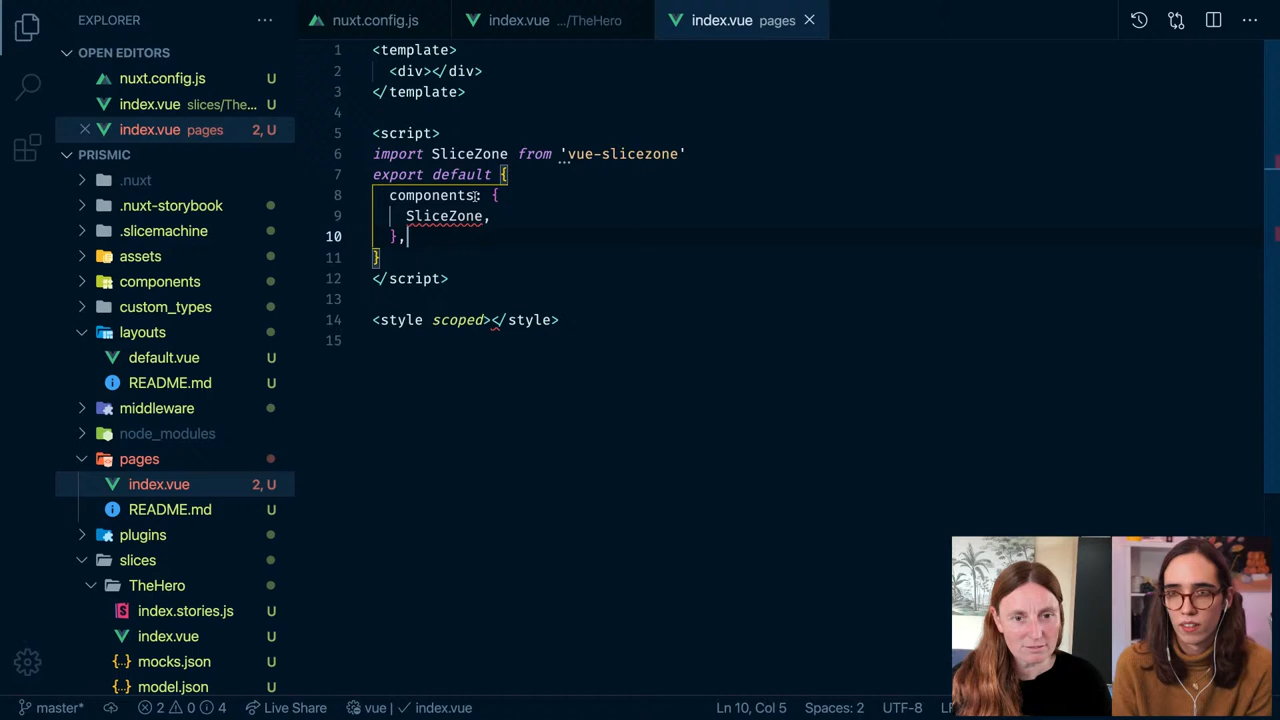 EXPLORER
nuxt.config.js
index.vue .../TheHero
index.vue pages
OPEN EDITORS
nuxt.config.js U
index.vue slices/The... U
index.vue pages 2, U
PRISMIC
.nuxt
.nuxt-storybook
.slicemachine
assets
components
custom_types
layouts
default.vue U
README.md U
middleware
node_modules
pages
index.vue 2, U
README.md U
plugins
slices
TheHero
index.stories.js U
index.vue U
mocks.json U
model.json U
1 <template>
2 <div></div>
3 </template>
4
5 <script>
6 import SliceZone from 'vue-slicezone'
7 export default {
8 components: {
9 SliceZone,
10 },
11 }
12 </script>
13
14 <style scoped></style>
15
master* 2 0 4 Live Share vue | index.vue Ln 10, Col 5 Spaces: 2 UTF-8